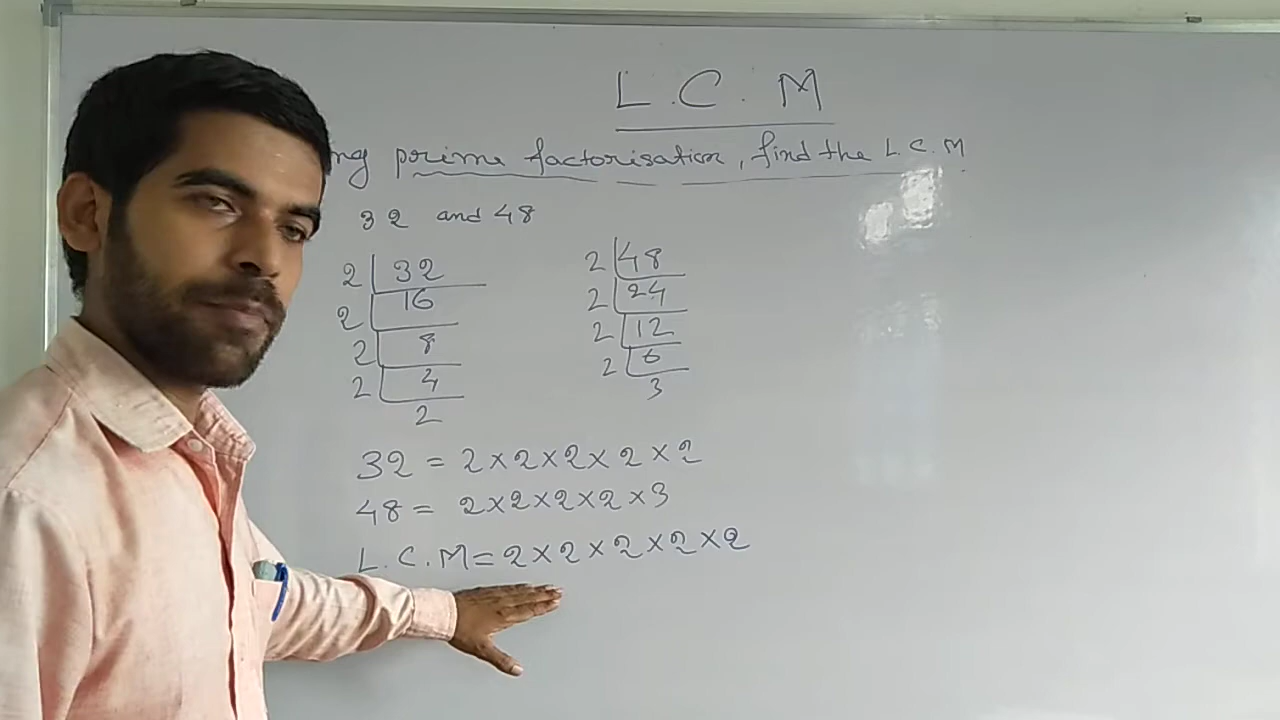 L.C.M
ng prime factorisation, find the L.C.M.
32 and 48
2 | 32
2 | 16
2 | 8
2 | 4
2
2 | 48
2 | 24
2 | 12
2 | 6
3
32 = 2×2×2×2×2
48 = 2×2×2×2×3
L.C.M = 2×2×2×2×2